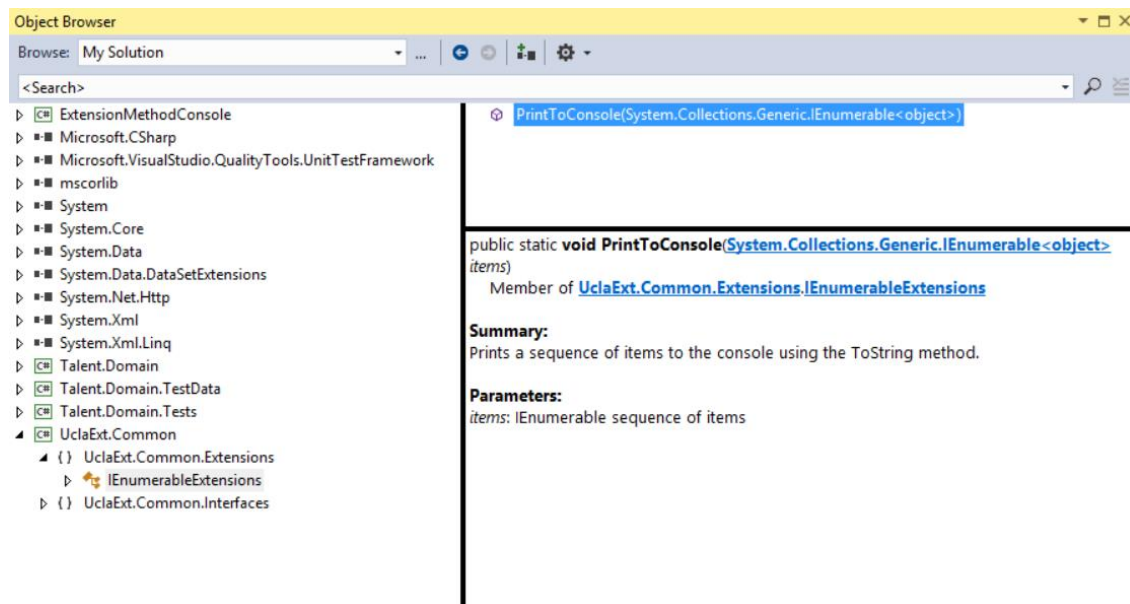 Object Browser
Browse: My Solution ...
<Search>
ExtensionMethodConsole
Microsoft.CSharp
Microsoft.VisualStudio.QualityTools.UnitTestFramework
mscorlib
System
System.Core
System.Data
System.Data.DataSetExtensions
System.Net.Http
System.Xml
System.Xml.Linq
C# Talent.Domain
C# Talent.Domain.TestData
C# Talent.Domain.Tests
C# UclaExt.Common
{ } UclaExt.Common.Extensions
IEnumerableExtensions
{ } UclaExt.Common.Interfaces
PrintToConsole(System.Collections.Generic.IEnumerable<object>)
public static void PrintToConsole(System.Collections.Generic.IEnumerable<object>
items)
Member of UclaExt.Common.Extensions.IEnumerableExtensions
Summary:
Prints a sequence of items to the console using the ToString method.
Parameters:
items: IEnumerable sequence of items